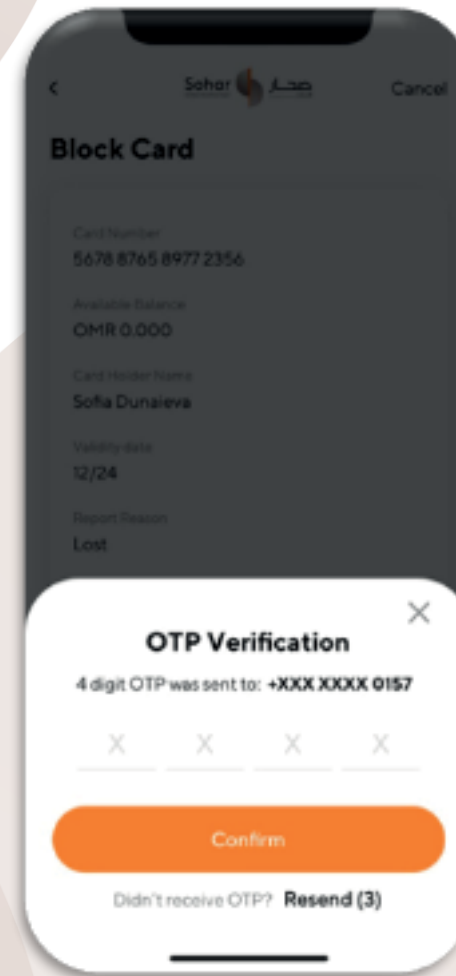 Sohar صحار Cancel
Block Card
Card Number
5678 8765 8977 2356
Available Balance
OMR 0.000
Card Holder Name
Sofia Dunaieva
Validity date
12/24
Report Reason
Lost
OTP Verification
4 digit OTP was sent to: +XXX XXXX 0157
X X X X
Confirm
Didn't receive OTP? Resend (3)